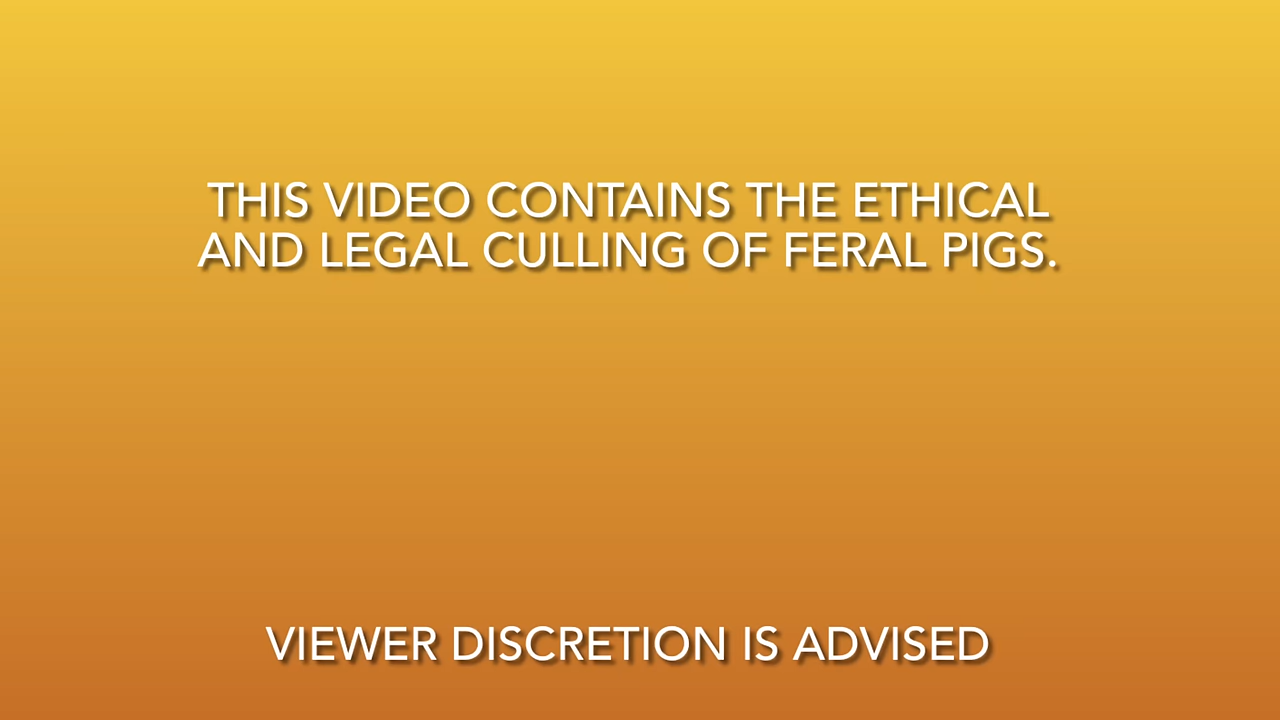 THIS VIDEO CONTAINS THE ETHICAL
AND LEGAL CULLING OF FERAL PIGS.
VIEWER DISCRETION IS ADVISED